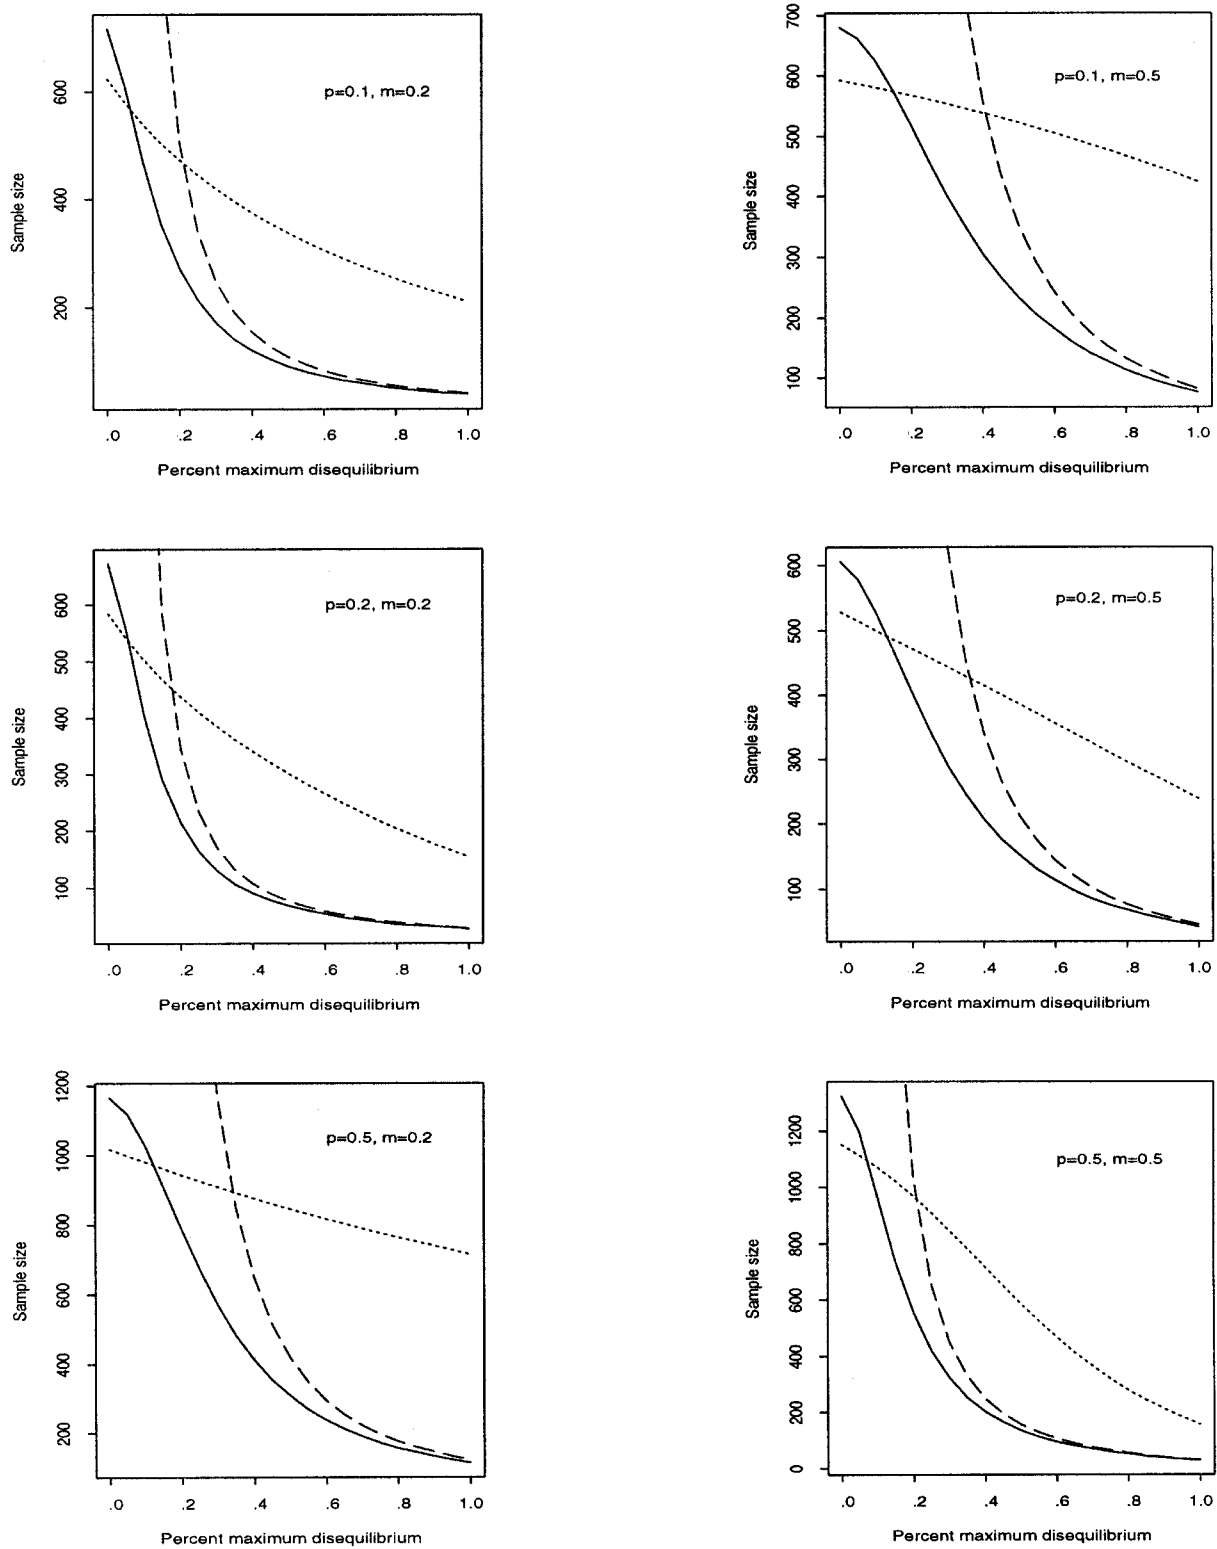 Sample size
200
400
600
p=0.1, m=0.2
.0 .2 .4 .6 .8 1.0
Percent maximum disequilibrium
Sample size
100 200 300 400 500 600 700
p=0.1, m=0.5
.0 .2 .4 .6 .8 1.0
Percent maximum disequilibrium
Sample size
100 200 300 400 500 600
p=0.2, m=0.2
.0 .2 .4 .6 .8 1.0
Percent maximum disequilibrium
Sample size
100 200 300 400 500 600
p=0.2, m=0.5
.0 .2 .4 .6 .8 1.0
Percent maximum disequilibrium
Sample size
200 400 600 800 1000 1200
p=0.5, m=0.2
.0 .2 .4 .6 .8 1.0
Percent maximum disequilibrium
Sample size
0 200 400 600 800 1000 1200
p=0.5, m=0.5
.0 .2 .4 .6 .8 1.0
Percent maximum disequilibrium